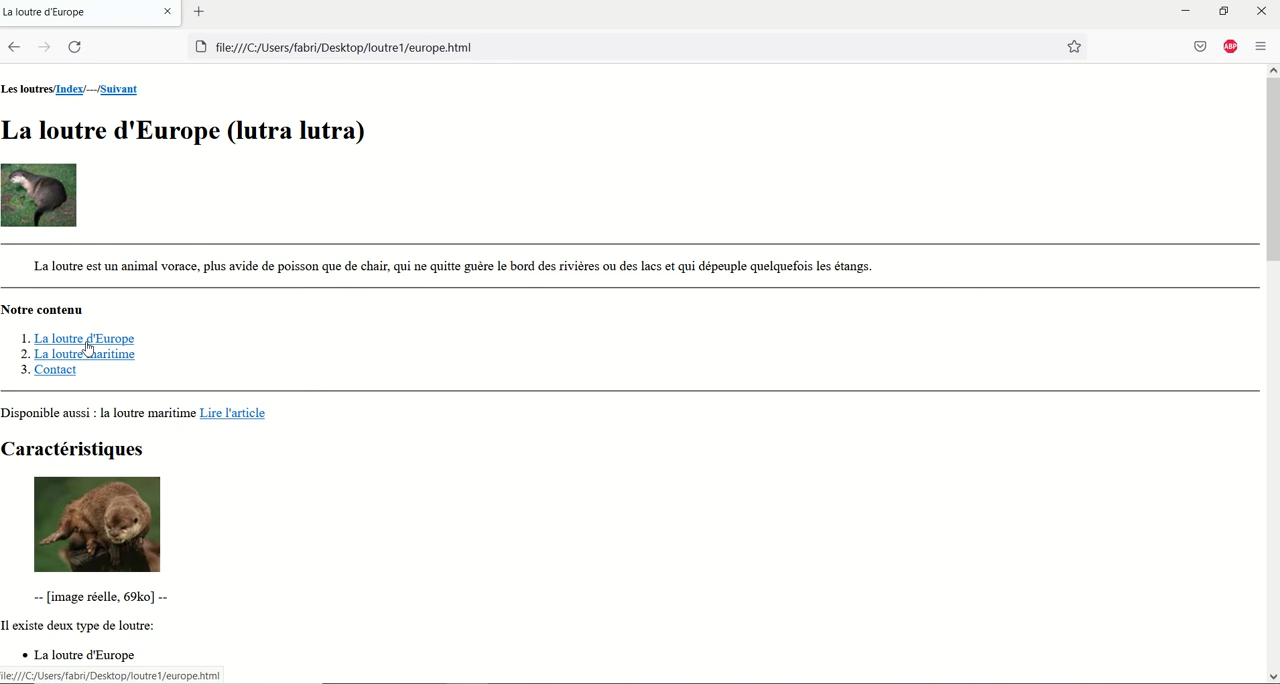 La loutre d'Europe
file:///C:/Users/fabri/Desktop/loutre1/europe.html
ABP
Les loutres/Index/---/Suivant
La loutre d'Europe (lutra lutra)
La loutre est un animal vorace, plus avide de poisson que de chair, qui ne quitte guère le bord des rivières ou des lacs et qui dépeuple quelquefois les étangs.
Notre contenu
1. La loutre d'Europe
2. La loutre maritime
3. Contact
Disponible aussi : la loutre maritime Lire l'article
Caractéristiques
-- [image réelle, 69ko] --
Il existe deux type de loutre:
• La loutre d'Europe
file:///C:/Users/fabri/Desktop/loutre1/europe.html